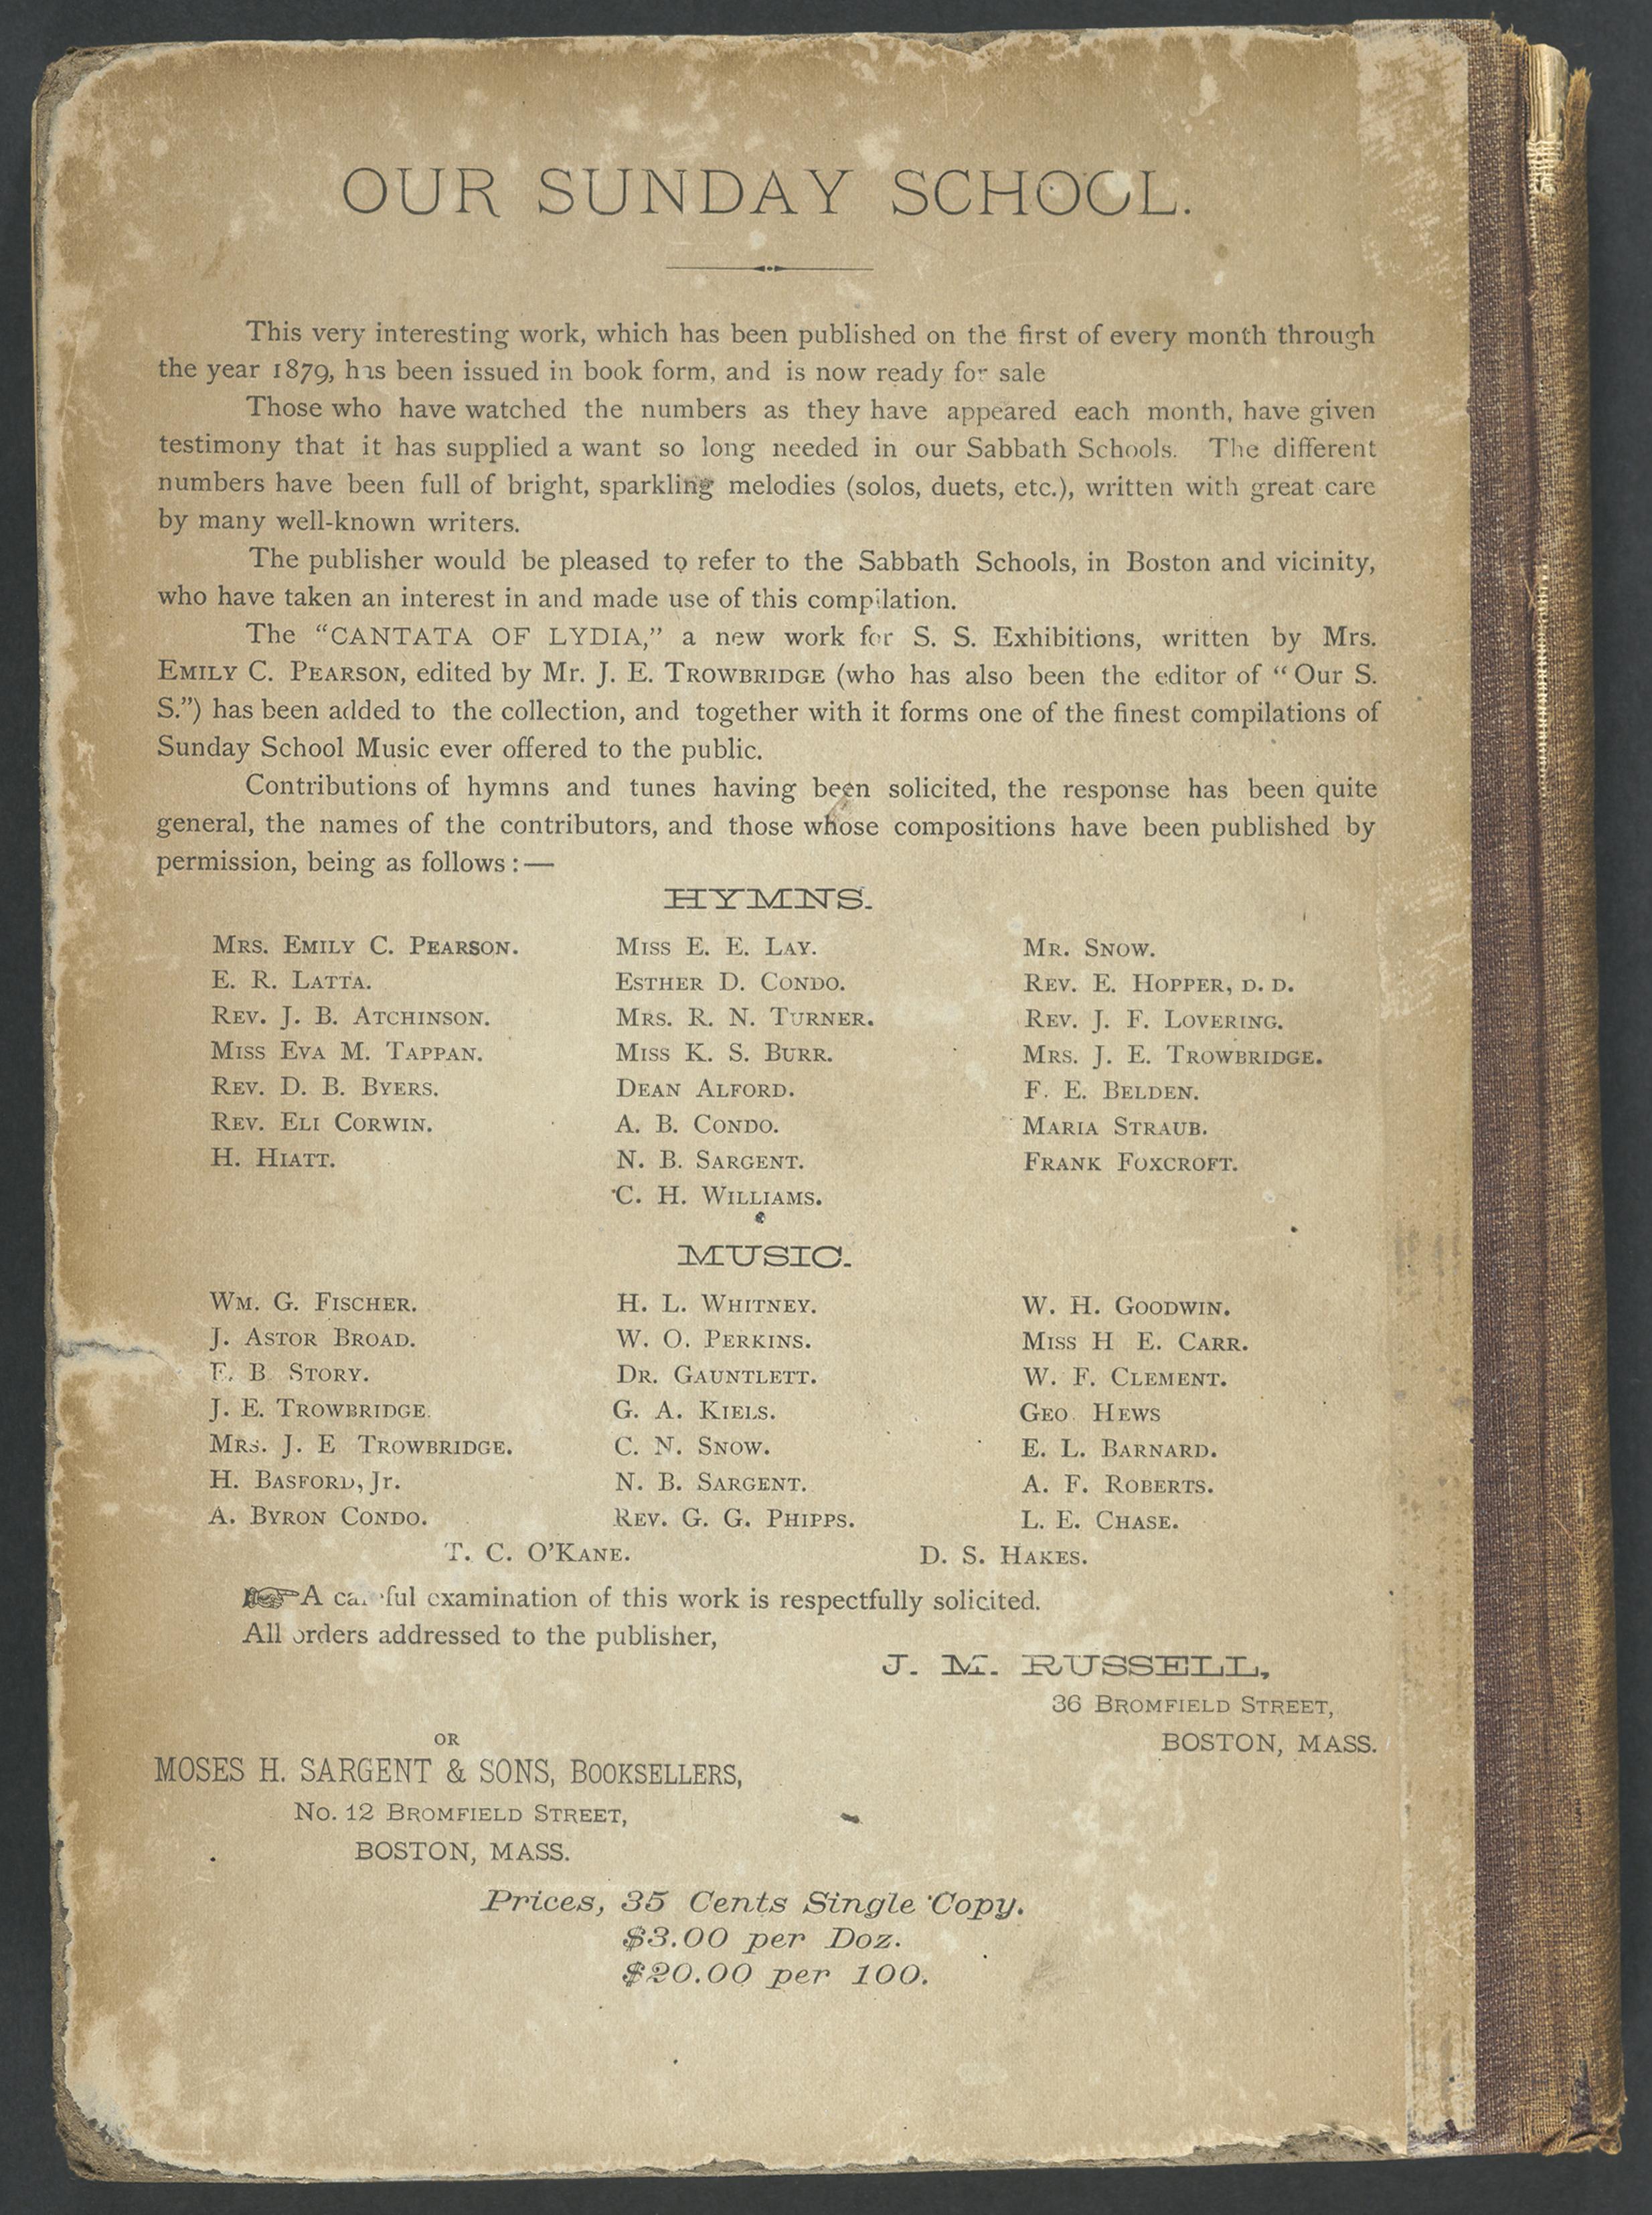 OUR SUNDAY SCHOOL.
This very interesting work, which has been published on the first of every month through
the year 1879, has been issued in book form, and is now ready for sale
Those who have watched the numbers as they have appeared each month, have given
testimony that it has supplied a want so long needed in our Sabbath Schools. The different
numbers have been full of bright, sparkling melodies (solos, duets, etc.), written with great care
by many well-known writers.
The publisher would be pleased to refer to the Sabbath Schools, in Boston and vicinity,
who have taken an interest in and made use of this compilation.
The “CANTATA OF LYDIA,” a new work for S. S. Exhibitions, written by Mrs.
EMILY C. PEARSON, edited by Mr. J. E. TROWBRIDGE (who has also been the editor of “Our S.
S.”) has been added to the collection, and together with it forms one of the finest compilations of
Sunday School Music ever offered to the public.
Contributions of hymns and tunes having been solicited, the response has been quite
general, the names of the contributors, and those whose compositions have been published by
permission, being as follows:—
HYMNS.
MRS. EMILY C. PEARSON. MISS E. E. LAY. MR. SNOW.
E. R. LATTA. ESTHER D. CONDO. REV. E. HOPPER, D. D.
REV. J. B. ATCHINSON. MRS. R. N. TURNER. REV. J. F. LOVERING.
MISS EVA M. TAPPAN. MISS K. S. BURR. MRS. J. E. TROWBRIDGE.
REV. D. B. BYERS. DEAN ALFORD. F. E. BELDEN.
REV. ELI CORWIN. A. B. CONDO. MARIA STRAUB.
H. HIATT. N. B. SARGENT. FRANK FOXCROFT.
C. H. WILLIAMS.
MUSIC.
WM. G. FISCHER. H. L. WHITNEY. W. H. GOODWIN.
J. ASTOR BROAD. W. O. PERKINS. MISS H E. CARR.
E. B. STORY. DR. GAUNTLETT. W. F. CLEMENT.
J. E. TROWBRIDGE. G. A. KIELS. GEO. HEWS
MRS. J. E TROWBRIDGE. C. N. SNOW. E. L. BARNARD.
H. BASFORD, Jr. N. B. SARGENT. A. F. ROBERTS.
A. BYRON CONDO. REV. G. G. PHIPPS. L. E. CHASE.
T. C. O’KANE. D. S. HAKES.
☞A careful examination of this work is respectfully solicited.
All orders addressed to the publisher,
J. M. RUSSELL,
36 BROMFIELD STREET,
BOSTON, MASS.
OR
MOSES H. SARGENT & SONS, BOOKSELLERS,
No. 12 BROMFIELD STREET,
BOSTON, MASS.
Prices, 35 Cents Single Copy.
$3.00 per Doz.
$20.00 per 100.